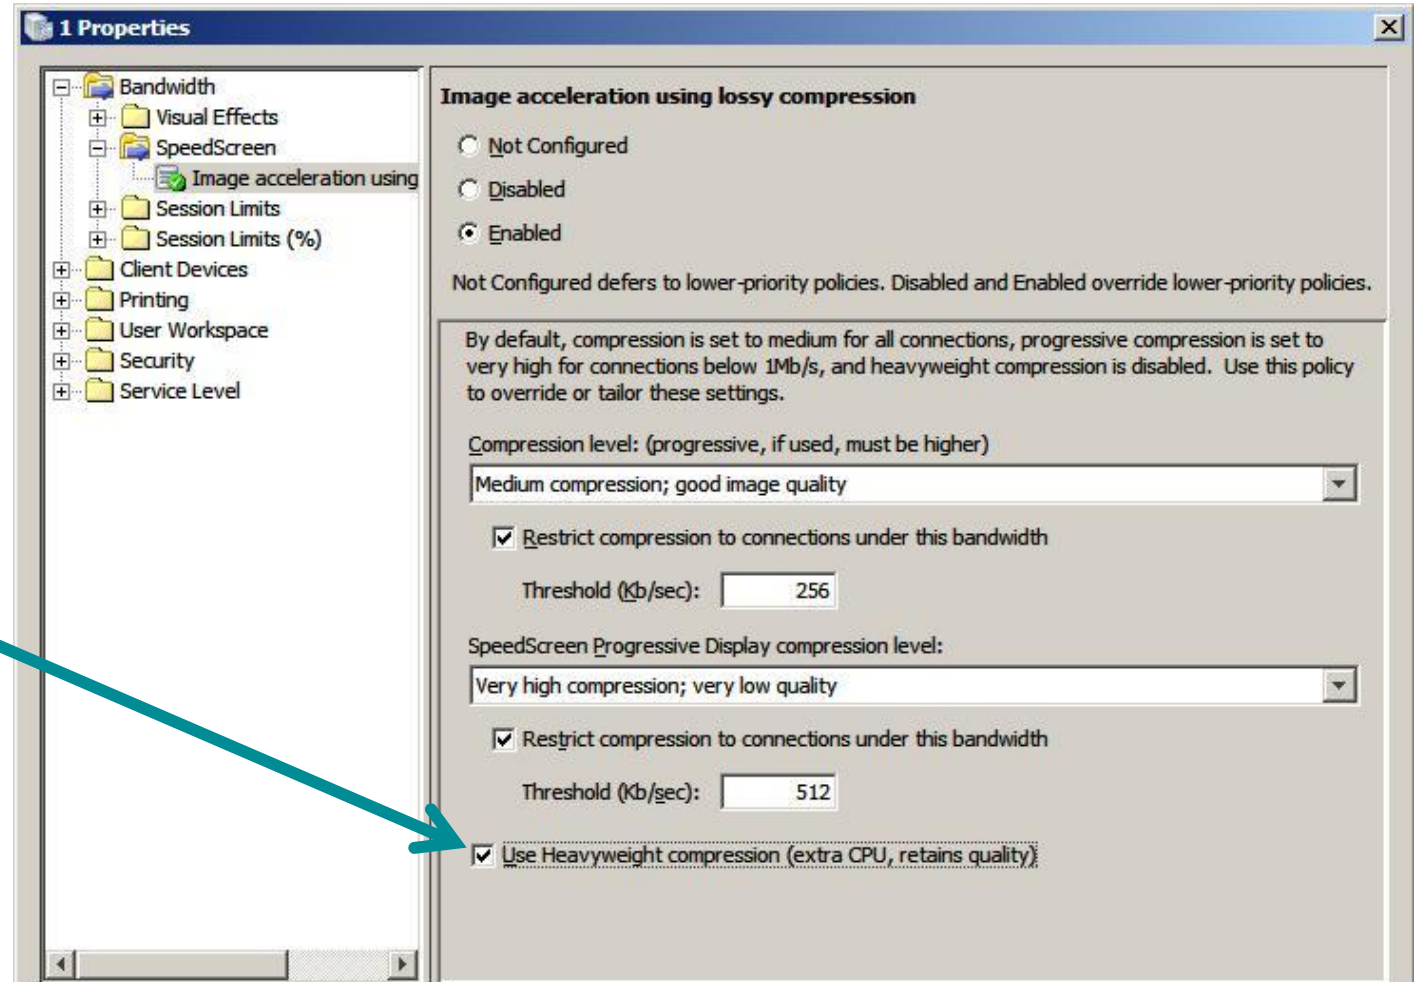 1 Properties
Bandwidth
Visual Effects
SpeedScreen
Image acceleration using
Session Limits
Session Limits (%)
Client Devices
Printing
User Workspace
Security
Service Level
Image acceleration using lossy compression
Not Configured
Disabled
Enabled
Not Configured defers to lower-priority policies. Disabled and Enabled override lower-priority policies.
By default, compression is set to medium for all connections, progressive compression is set to
very high for connections below 1Mb/s, and heavyweight compression is disabled.  Use this policy
to override or tailor these settings.
Compression level: (progressive, if used, must be higher)
Medium compression; good image quality
Restrict compression to connections under this bandwidth
Threshold (Kb/sec): 256
SpeedScreen Progressive Display compression level:
Very high compression; very low quality
Restrict compression to connections under this bandwidth
Threshold (Kb/sec): 512
Use Heavyweight compression (extra CPU, retains quality)